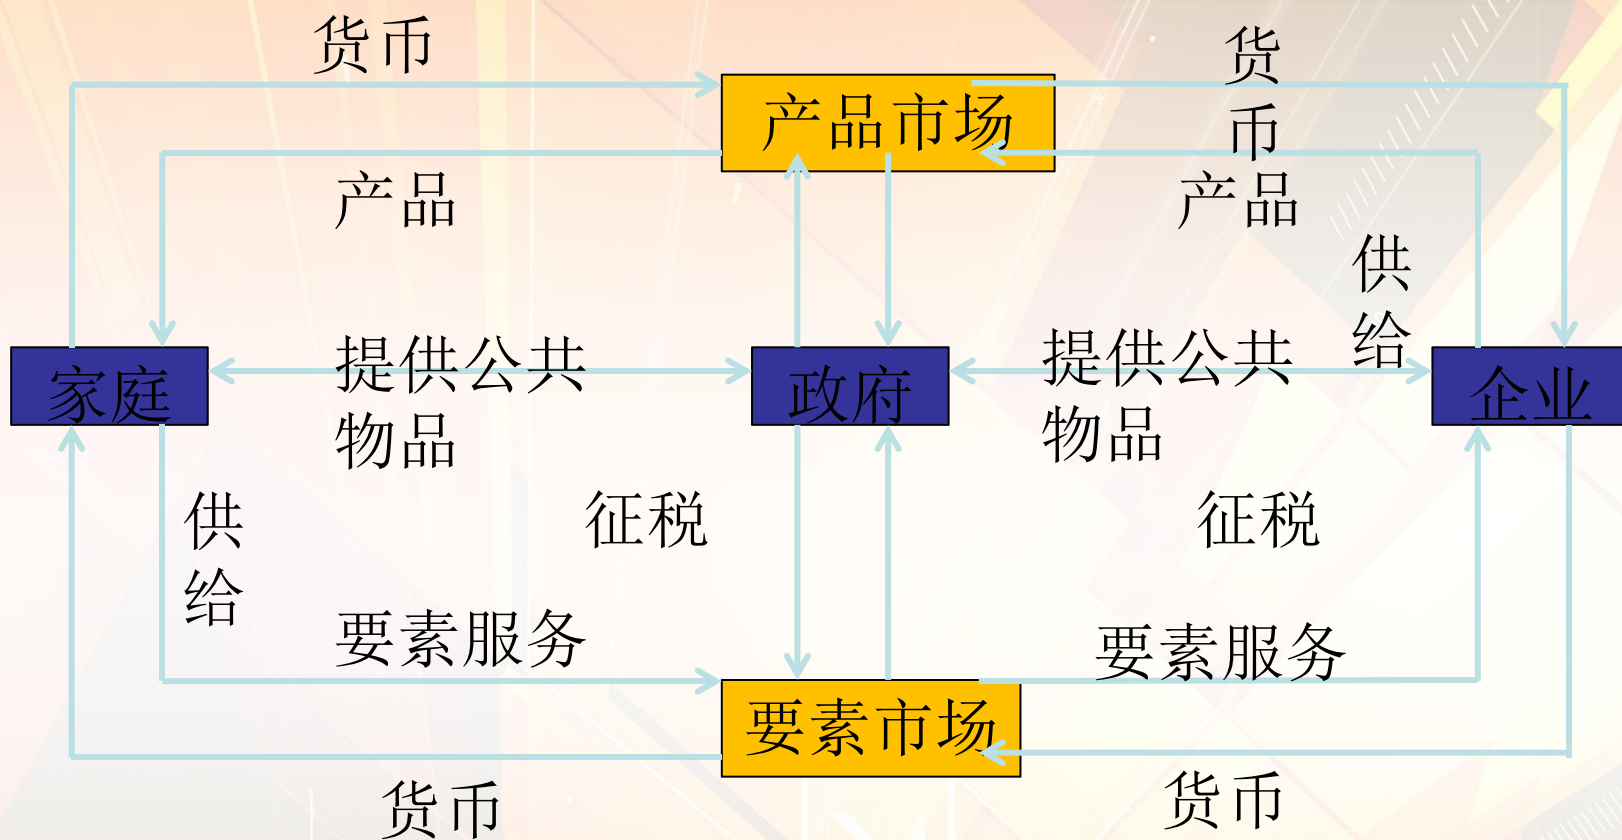 货币
货
币
产品市场
产品
产品
供
给
家庭
提供公共
物品
政府
提供公共
物品
企业
供
给
征税
征税
要素服务
要素服务
要素市场
货币
货币